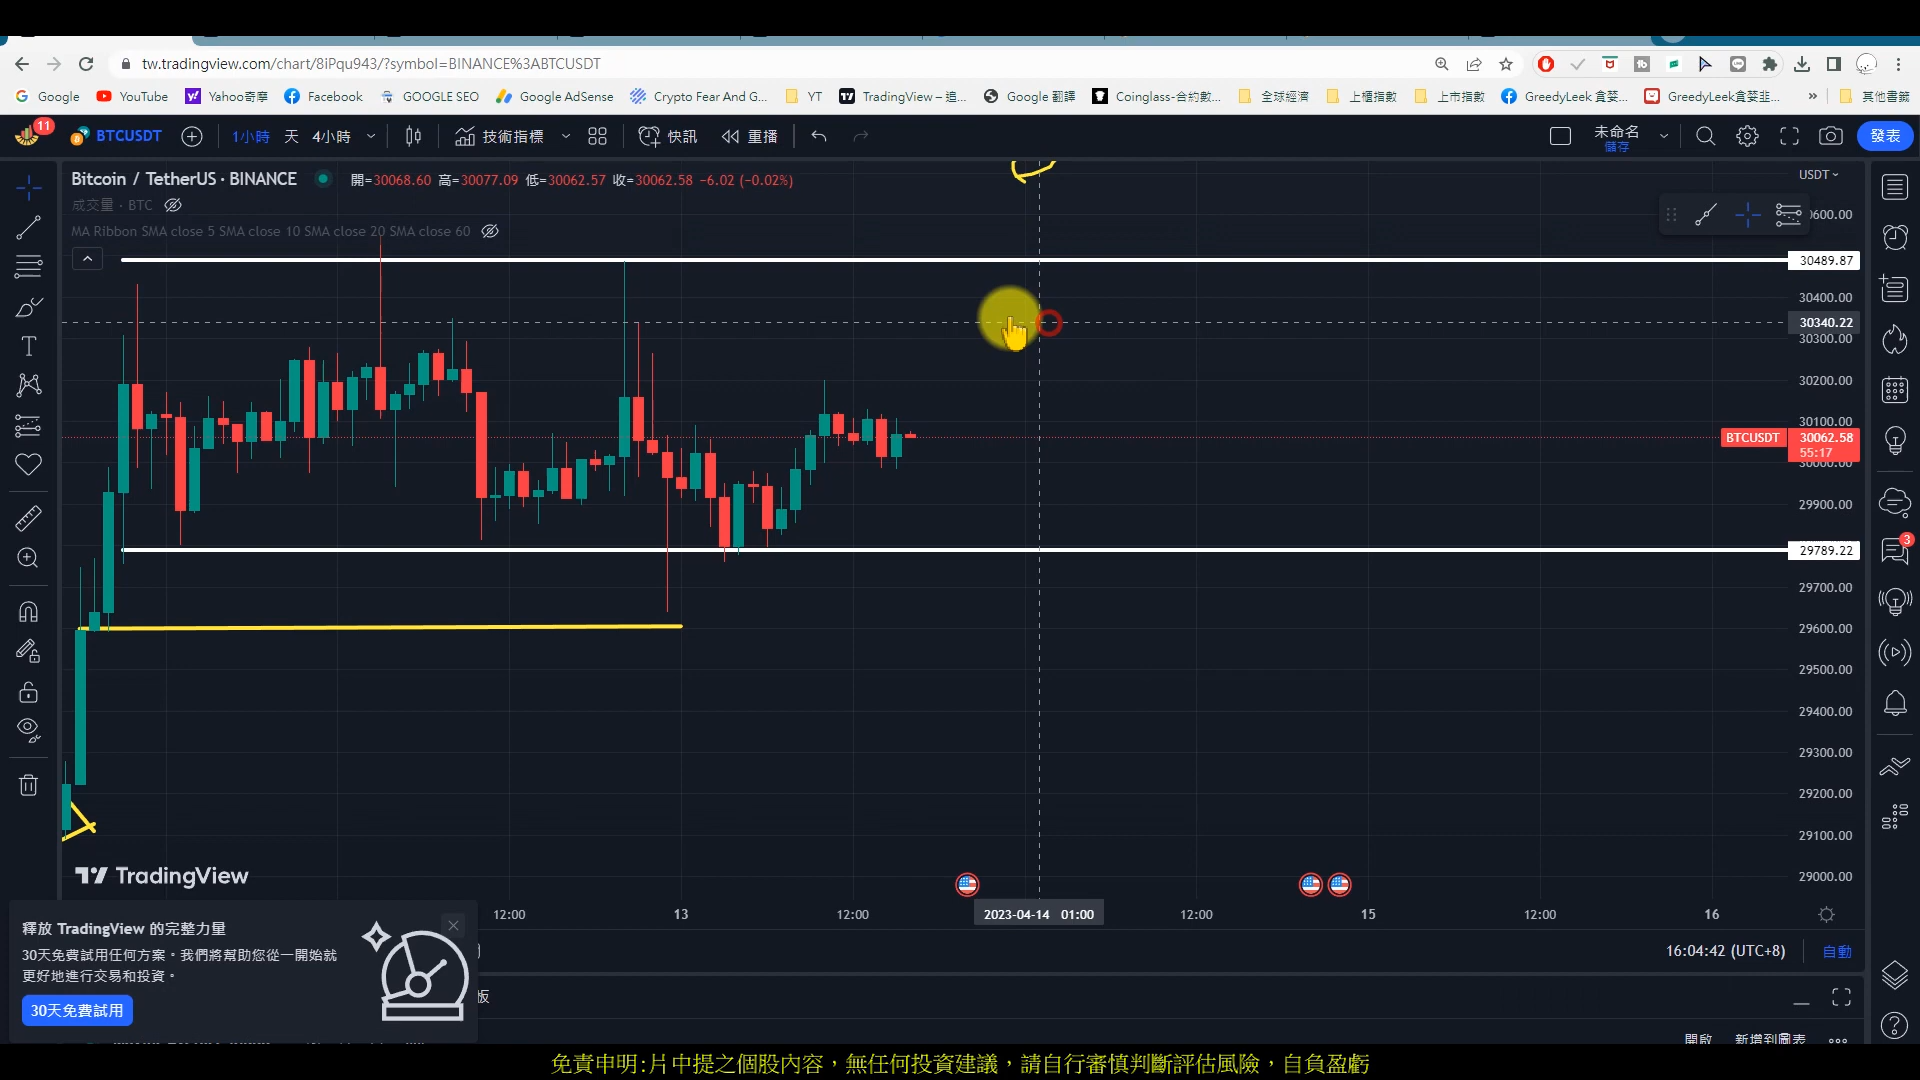 tw.tradingview.com/chart/8iPqu943/?symbol=BINANCE%3ABTCUSDT
Google YouTube Yahoo奇摩 Facebook GOOGLE SEO Google AdSense Crypto Fear And G... YT TradingView – 追... Google 翻譯 Coinglass-合約數... 全球經濟 上櫃指數 上市指數 GreedyLeek 貪婪... GreedyLeek貪婪韭... » 其他書籤
11 BTCUSDT 1小時 天 4小時 技術指標 快訊 重播 未命名 儲存 發表
Bitcoin / TetherUS · BINANCE 開=30068.60 高=30077.09 低=30062.57 收=30062.58 −6.02 (−0.02%)
USDT
成交量 · BTC
MA Ribbon SMA close 5 SMA close 10 SMA close 20 SMA close 60
30489.87
30400.00
30340.22
30300.00
30200.00
30100.00
BTCUSDT 30062.58
55:17
30000.00
29900.00
29789.22
29700.00
29600.00
29500.00
29400.00
29300.00
29200.00
29100.00
29000.00
3
TradingView
12:00 13 12:00 2023-04-14 01:00 12:00 15 12:00 16
釋放 TradingView 的完整力量
30天免費試用任何方案。我們將幫助您從一開始就
更好地進行交易和投資。
30天免費試用
16:04:42 (UTC+8) 自動
板
開啟 新增到圖表
免責申明:片中提之個股內容，無任何投資建議，請自行審慎判斷評估風險，自負盈虧